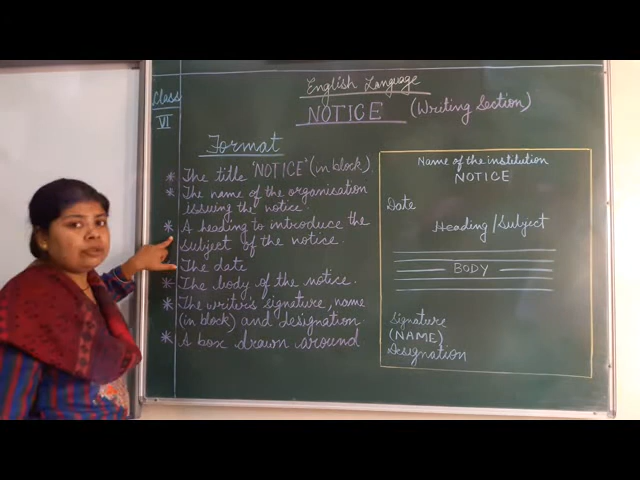 Class
VI
English Language
NOTICE (Writing Section)
Format
* The title 'NOTICE' (in block).
* The name of the organisation
issuing the notice.
* A heading to introduce the
subject of the notice.
The date
* The body of the notice.
* The writer's signature, name
(in block) and designation
* A box drawn around
Name of the institution
NOTICE
Date
Heading/Subject
BODY
Signature
(NAME)
Designation